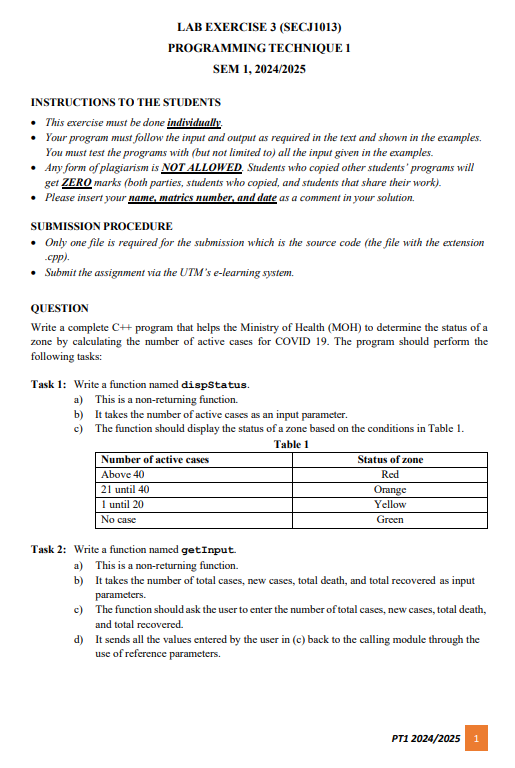 LAB EXERCISE 3 (SECJ1013)
PROGRAMMING TECHNIQUE 1
SEM 1, 2024/2025
INSTRUCTIONS TO THE STUDENTS
• This exercise must be done individually.
• Your program must follow the input and output as required in the text and shown in the examples.
You must test the programs with (but not limited to) all the input given in the examples.
• Any form of plagiarism is NOT ALLOWED. Students who copied other students' programs will
get ZERO marks (both parties, students who copied, and students that share their work).
• Please insert your name, matrics number, and date as a comment in your solution.
SUBMISSION PROCEDURE
• Only one file is required for the submission which is the source code (the file with the extension
.cpp).
• Submit the assignment via the UTM's e-learning system.
QUESTION
Write a complete C++ program that helps the Ministry of Health (MOH) to determine the status of a
zone by calculating the number of active cases for COVID 19. The program should perform the
following tasks:
Task 1: Write a function named dispStatus.
a) This is a non-returning function.
b) It takes the number of active cases as an input parameter.
c) The function should display the status of a zone based on the conditions in Table 1.
Table 1
Number of active cases Status of zone
Above 40 Red
21 until 40 Orange
1 until 20 Yellow
No case Green
Task 2: Write a function named getInput.
a) This is a non-returning function.
b) It takes the number of total cases, new cases, total death, and total recovered as input
parameters.
c) The function should ask the user to enter the number of total cases, new cases, total death,
and total recovered.
d) It sends all the values entered by the user in (c) back to the calling module through the
use of reference parameters.
PT1 2024/2025 1